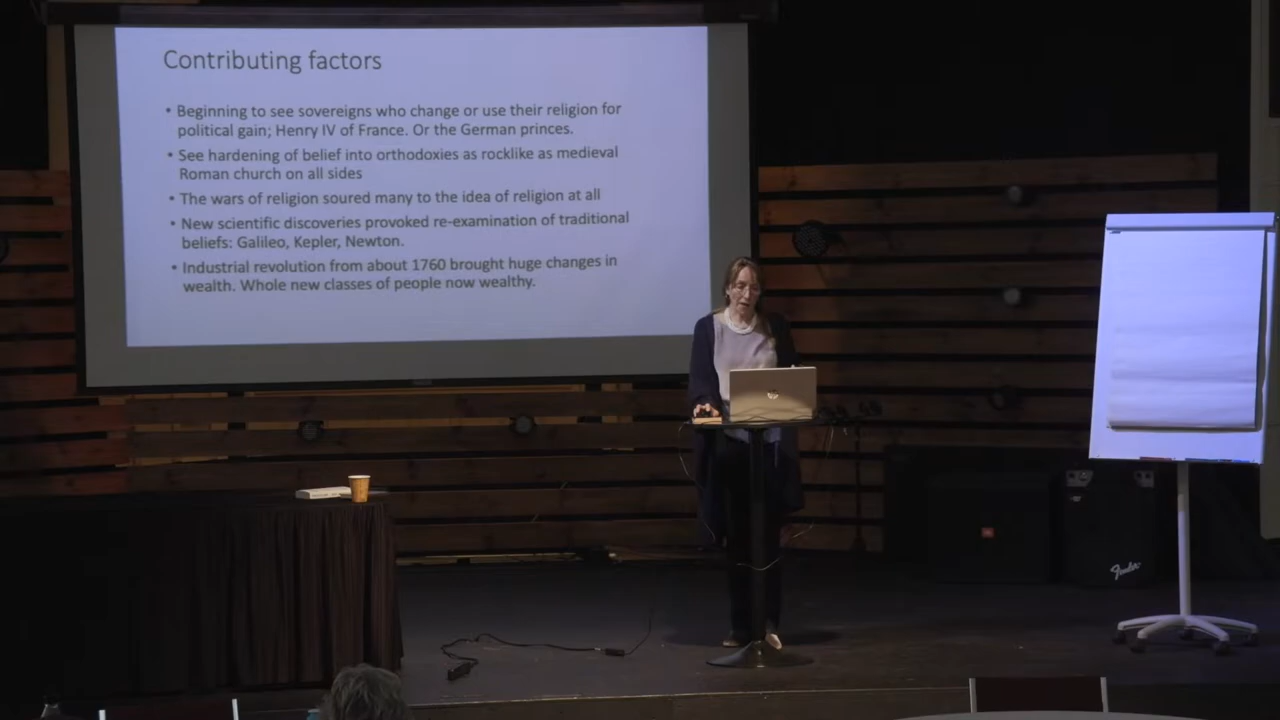 Contributing factors
• Beginning to see sovereigns who change or use their religion for
political gain; Henry IV of France. Or the German princes.
• See hardening of belief into orthodoxies as rocklike as medieval
Roman church on all sides
• The wars of religion soured many to the idea of religion at all
• New scientific discoveries provoked re-examination of traditional
beliefs: Galileo, Kepler, Newton.
• Industrial revolution from about 1760 brought huge changes in
wealth. Whole new classes of people now wealthy.
hp
JBL
Fender